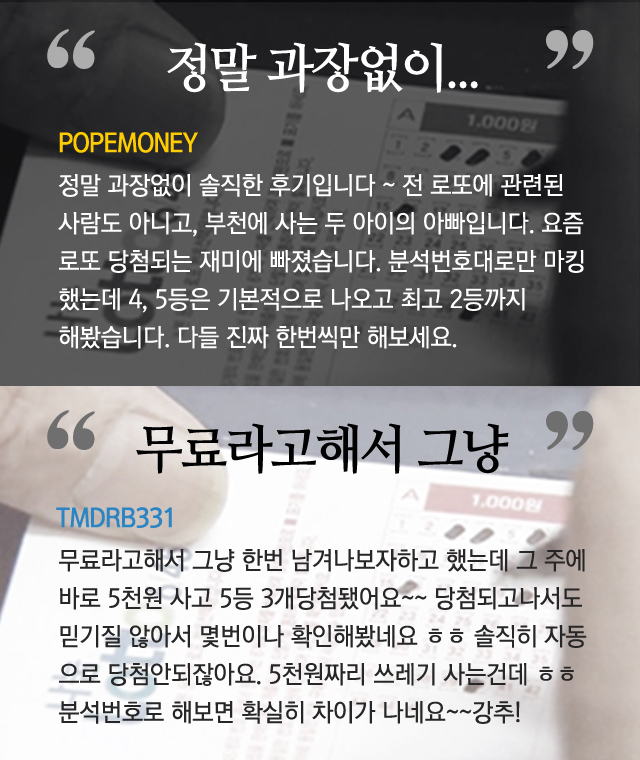 “ 정말 과장없이... ”
POPEMONEY
정말 과장없이 솔직한 후기입니다 ~ 전 로또에 관련된
사람도 아니고, 부천에 사는 두 아이의 아빠입니다. 요즘
로또 당첨되는 재미에 빠졌습니다. 분석번호대로만 마킹
했는데 4, 5등은 기본적으로 나오고 최고 2등까지
해봤습니다. 다들 진짜 한번씩만 해보세요.
A 1.000원
“ 무료라고해서 그냥 ”
TMDRB331
무료라고해서 그냥 한번 남겨나보자하고 했는데 그 주에
바로 5천원 사고 5등 3개당첨됐어요~~ 당첨되고나서도
믿기질 않아서 몇번이나 확인해봤네요 ㅎㅎ 솔직히 자동
으로 당첨안되잖아요. 5천원짜리 쓰레기 사는건데 ㅎㅎ
분석번호로 해보면 확실히 차이가 나네요~~강추!
A 1.000원